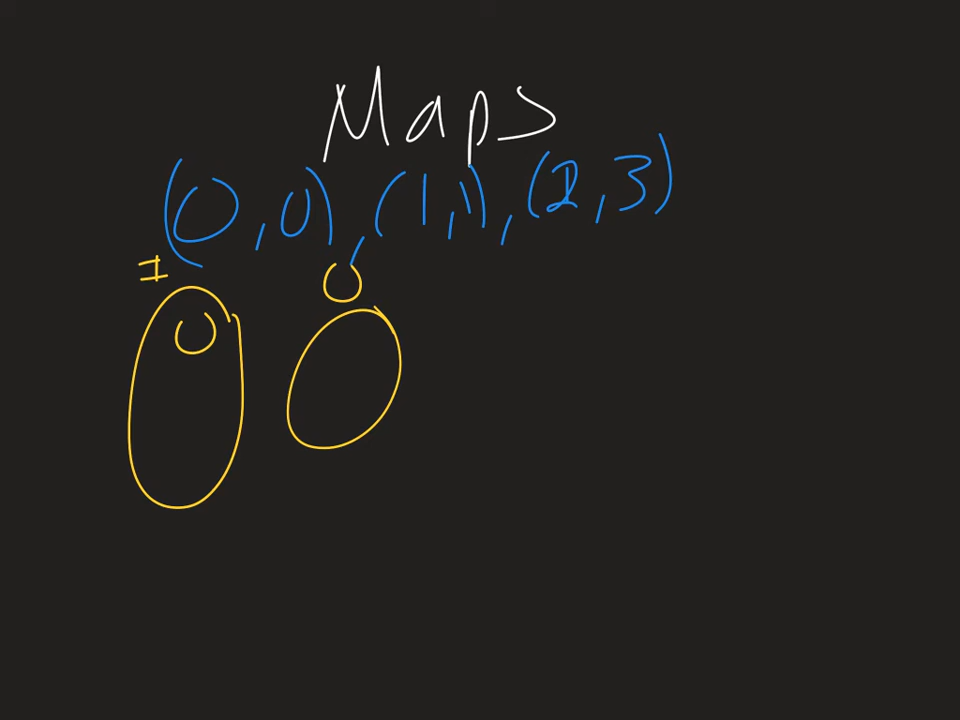 Maps
(0,0), (1,1), (2,3)
I O
O